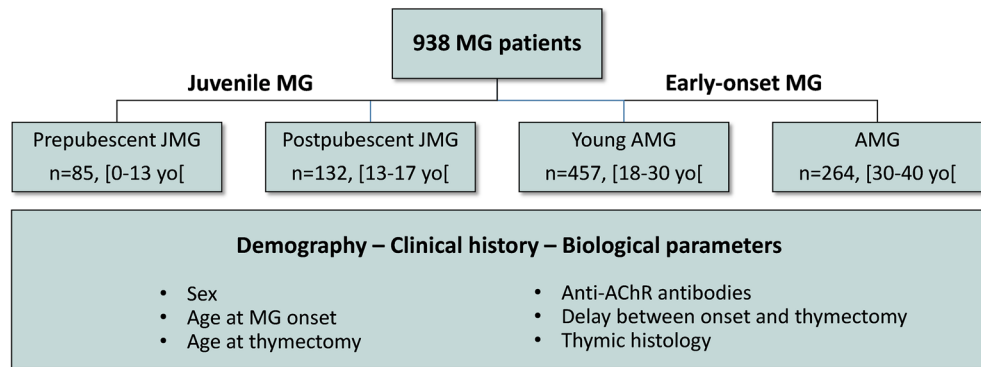 938 MG patients
Juvenile MG
Early-onset MG
Prepubescent JMG
n=85, [0-13 yo[
Postpubescent JMG
n=132, [13-17 yo[
Young AMG
n=457, [18-30 yo[
AMG
n=264, [30-40 yo[
Demography – Clinical history – Biological parameters
• Sex
• Age at MG onset
• Age at thymectomy
• Anti-AChR antibodies
• Delay between onset and thymectomy
• Thymic histology